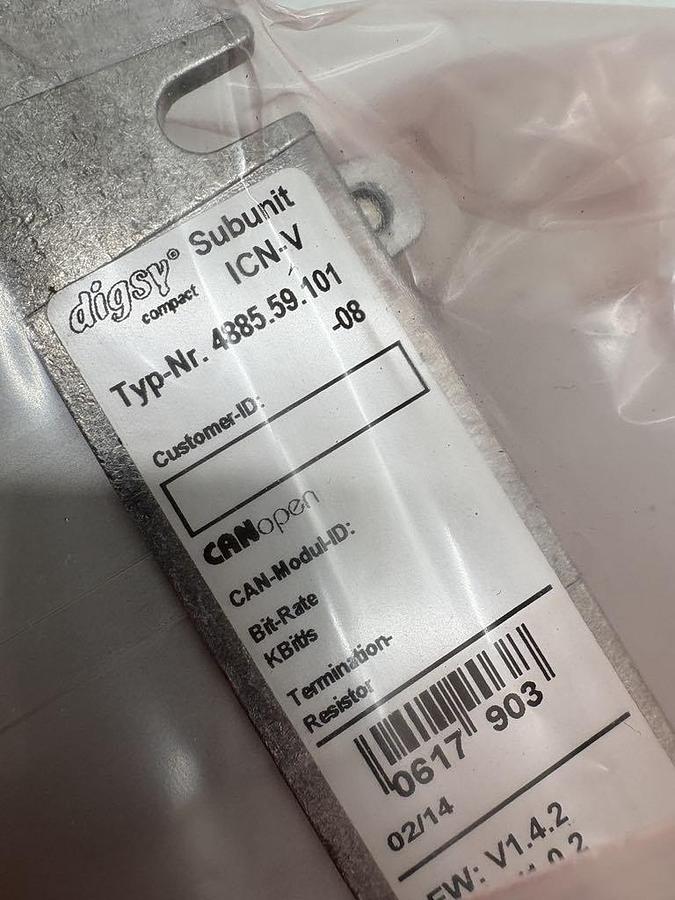 digsy® compact Subunit
ICN-V
Typ-Nr. 4885.59.101
-08
Customer-ID:
CANopen
CAN-Modul-ID:
Bit-Rate
KBit/s
Termination-
Resistor
0617 903
02/14
FW: V1.4.2